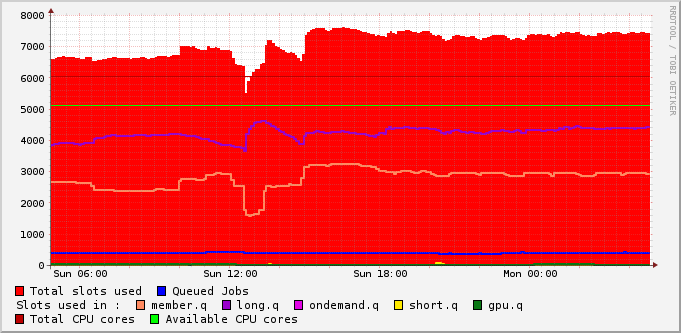 RRDTOOL / TOBI OETIKER
8000
7000
6000
5000
4000
3000
2000
1000
0
Sun 06:00 Sun 12:00 Sun 18:00 Mon 00:00
Total slots used Queued Jobs
Slots used in : member.q long.q ondemand.q short.q gpu.q
Total CPU cores Available CPU cores